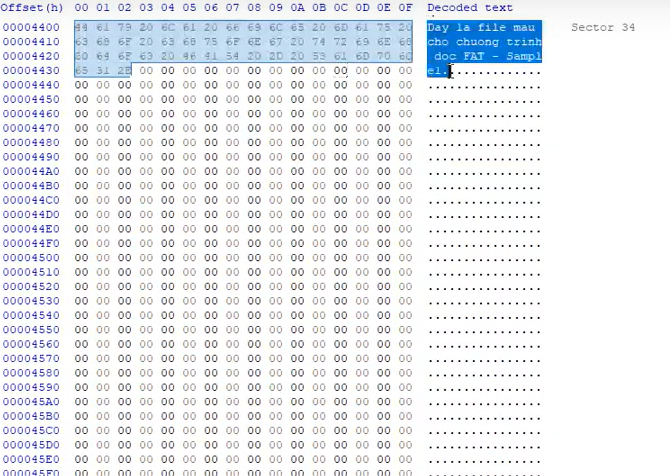 Offset(h) 00 01 02 03 04 05 06 07 08 09 0A 0B 0C 0D 0E 0F Decoded text
00004400 44 61 79 20 6C 61 20 66 69 6C 65 20 6D 61 75 20 Day la file mau Sector 34
00004410 63 68 6F 20 63 68 75 6F 6E 67 20 74 72 69 6E 68 cho chuong trinh
00004420 20 64 6F 63 20 46 41 54 20 2D 20 53 61 6D 70 6C doc FAT - Sampl
00004430 65 31 2E 00 00 00 00 00 00 00 00 00 00 00 00 00 e1..............
00004440 00 00 00 00 00 00 00 00 00 00 00 00 00 00 00 00 ................
00004450 00 00 00 00 00 00 00 00 00 00 00 00 00 00 00 00 ................
00004460 00 00 00 00 00 00 00 00 00 00 00 00 00 00 00 00 ................
00004470 00 00 00 00 00 00 00 00 00 00 00 00 00 00 00 00 ................
00004480 00 00 00 00 00 00 00 00 00 00 00 00 00 00 00 00 ................
00004490 00 00 00 00 00 00 00 00 00 00 00 00 00 00 00 00 ................
000044A0 00 00 00 00 00 00 00 00 00 00 00 00 00 00 00 00 ................
000044B0 00 00 00 00 00 00 00 00 00 00 00 00 00 00 00 00 ................
000044C0 00 00 00 00 00 00 00 00 00 00 00 00 00 00 00 00 ................
000044D0 00 00 00 00 00 00 00 00 00 00 00 00 00 00 00 00 ................
000044E0 00 00 00 00 00 00 00 00 00 00 00 00 00 00 00 00 ................
000044F0 00 00 00 00 00 00 00 00 00 00 00 00 00 00 00 00 ................
00004500 00 00 00 00 00 00 00 00 00 00 00 00 00 00 00 00 ................
00004510 00 00 00 00 00 00 00 00 00 00 00 00 00 00 00 00 ................
00004520 00 00 00 00 00 00 00 00 00 00 00 00 00 00 00 00 ................
00004530 00 00 00 00 00 00 00 00 00 00 00 00 00 00 00 00 ................
00004540 00 00 00 00 00 00 00 00 00 00 00 00 00 00 00 00 ................
00004550 00 00 00 00 00 00 00 00 00 00 00 00 00 00 00 00 ................
00004560 00 00 00 00 00 00 00 00 00 00 00 00 00 00 00 00 ................
00004570 00 00 00 00 00 00 00 00 00 00 00 00 00 00 00 00 ................
00004580 00 00 00 00 00 00 00 00 00 00 00 00 00 00 00 00 ................
00004590 00 00 00 00 00 00 00 00 00 00 00 00 00 00 00 00 ................
000045A0 00 00 00 00 00 00 00 00 00 00 00 00 00 00 00 00 ................
000045B0 00 00 00 00 00 00 00 00 00 00 00 00 00 00 00 00 ................
000045C0 00 00 00 00 00 00 00 00 00 00 00 00 00 00 00 00 ................
000045D0 00 00 00 00 00 00 00 00 00 00 00 00 00 00 00 00 ................
000045E0 00 00 00 00 00 00 00 00 00 00 00 00 00 00 00 00 ................